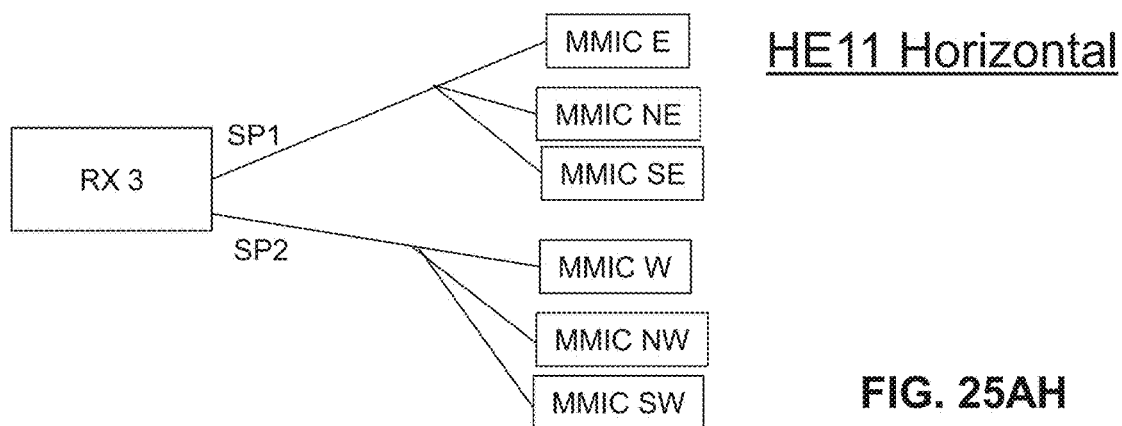 HE11 Horizontal
MMIC E
MMIC NE
SP1
RX 3
MMIC SE
SP2
MMIC W
MMIC NW
MMIC SW
FIG. 25AH